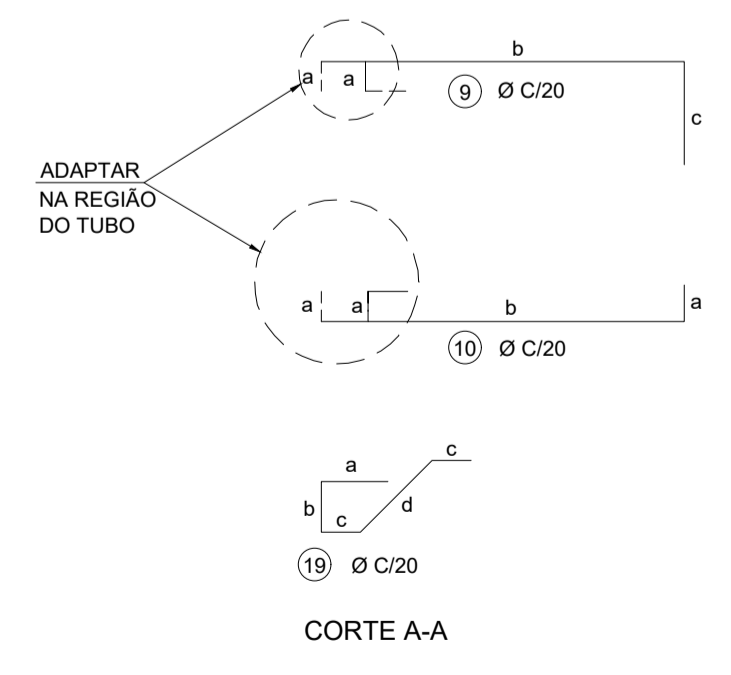 b
a a
9 Ø C/20
c
ADAPTAR
NA REGIÃO
DO TUBO
a a b a
10 Ø C/20
c
a
b c d
19 Ø C/20
CORTE A-A